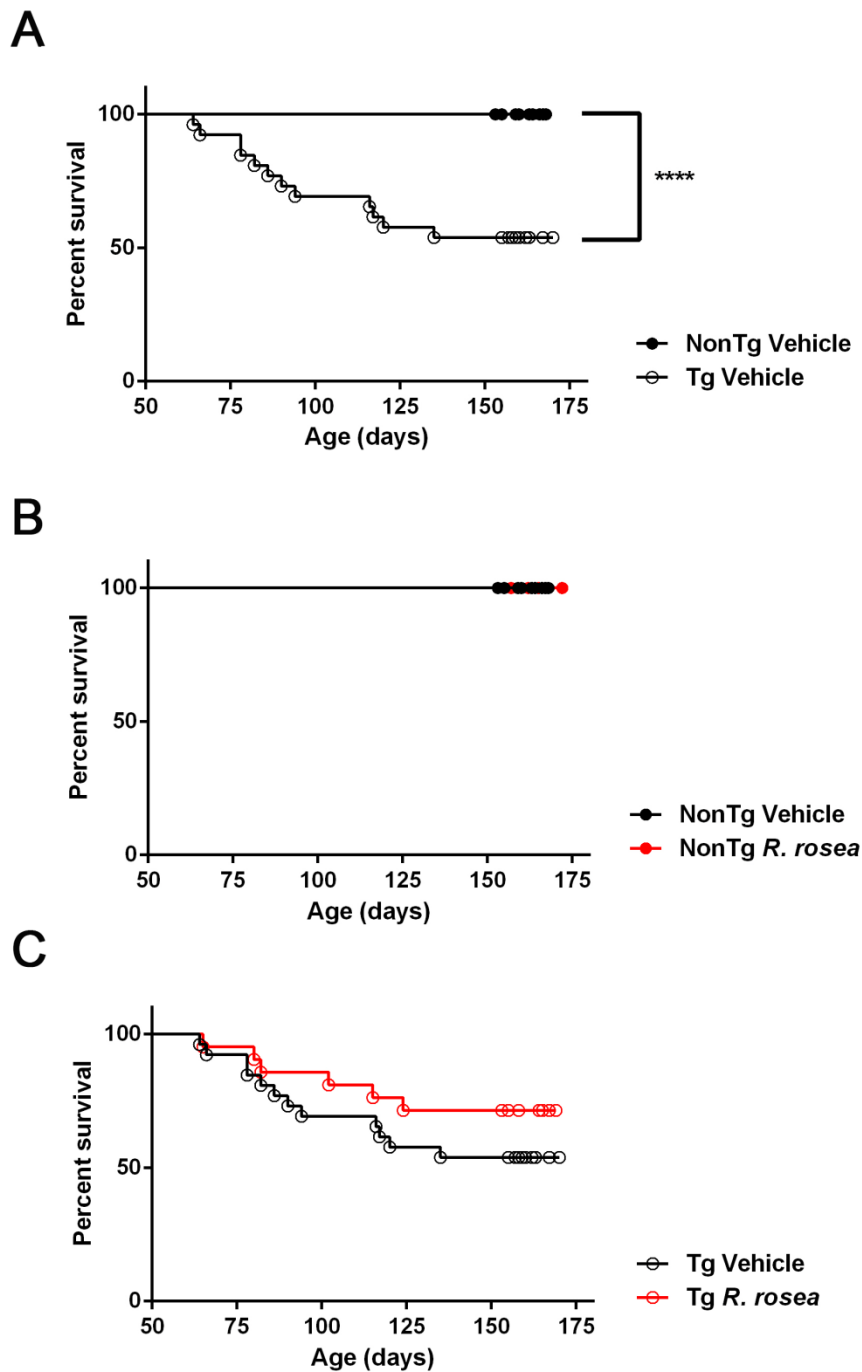 A
Percent survival
100
50
0
50 75 100 125 150 175
Age (days)
****
NonTg Vehicle
Tg Vehicle
B
Percent survival
100
50
0
50 75 100 125 150 175
Age (days)
NonTg Vehicle
NonTg R. rosea
C
Percent survival
100
50
0
50 75 100 125 150 175
Age (days)
Tg Vehicle
Tg R. rosea